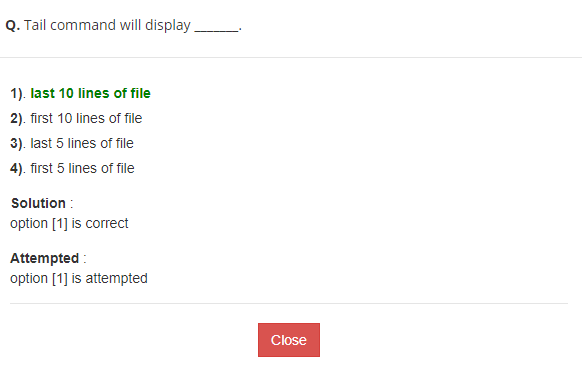 Q. Tail command will display _______.
1). last 10 lines of file
2). first 10 lines of file
3). last 5 lines of file
4). first 5 lines of file
Solution :
option [1] is correct
Attempted :
option [1] is attempted
Close